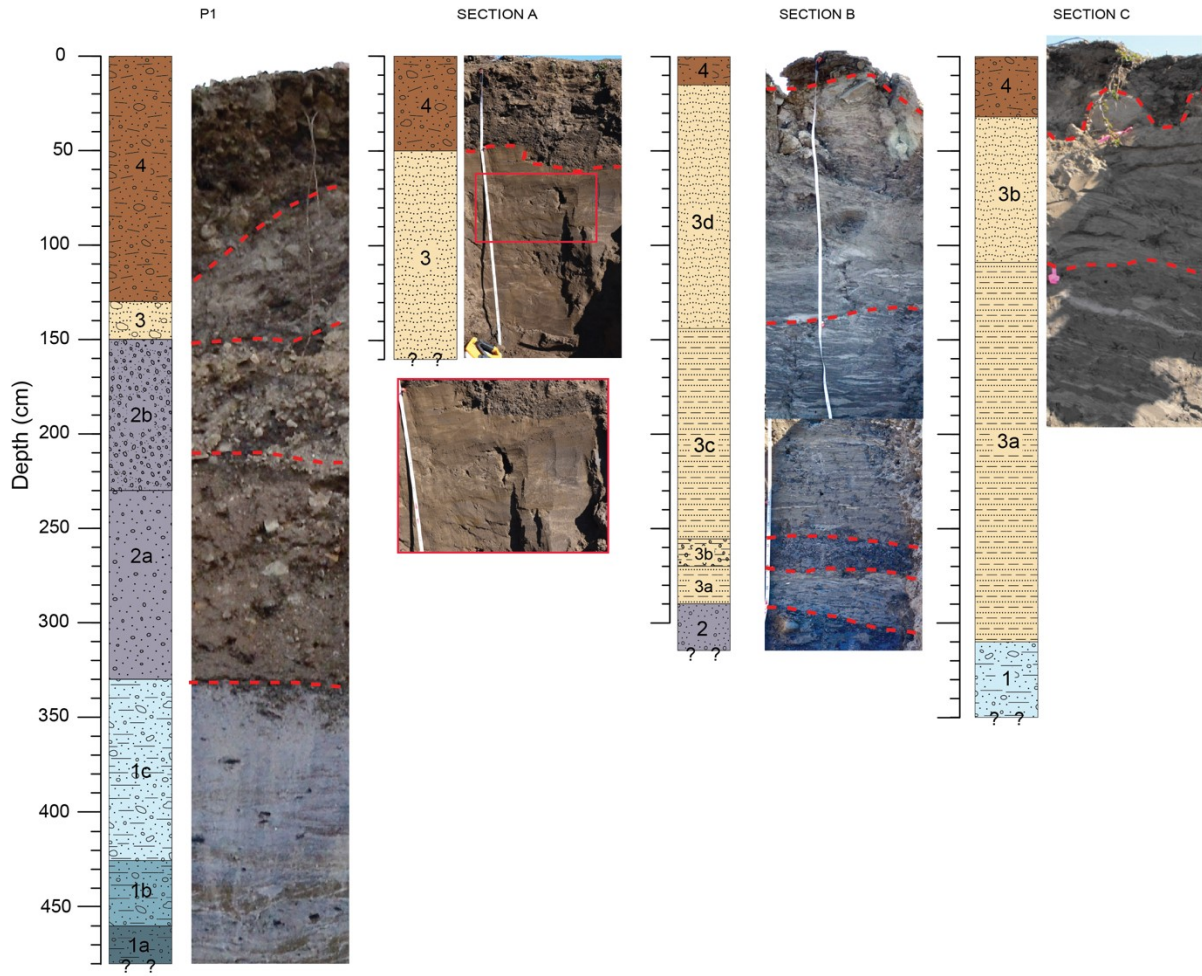 P1
SECTION A
SECTION B
SECTION C
Depth (cm)
0
50
100
150
200
250
300
350
400
450
4
3
2b
2a
1c
1b
1a
? ?
4
3
? ?
4
3d
3c
3b
3a
2
? ?
4
3b
3a
1
? ?